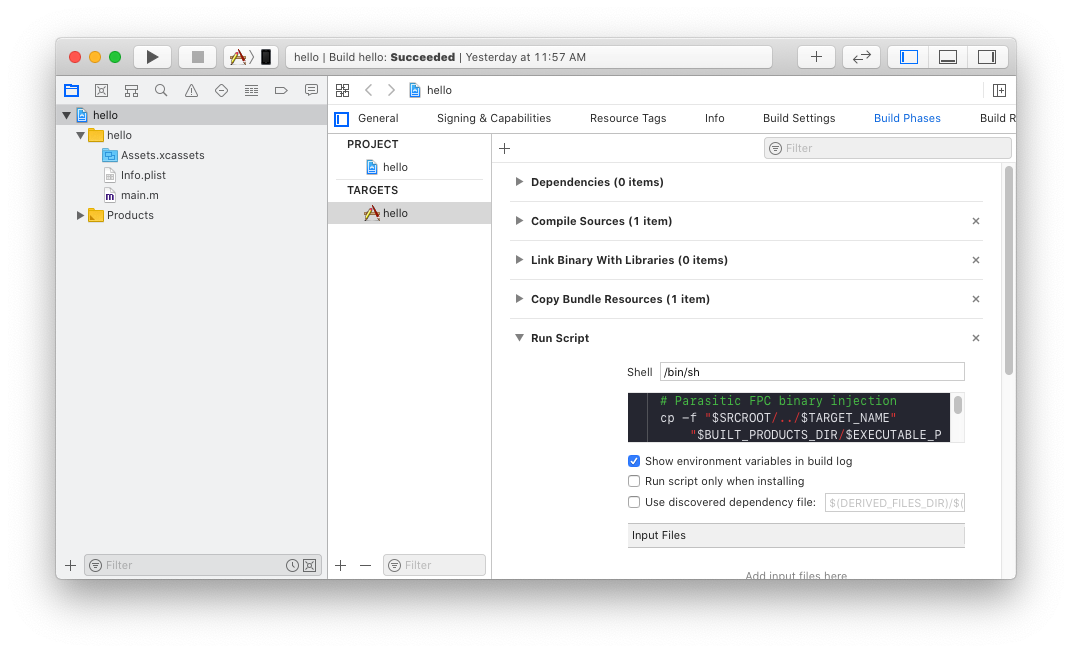 hello | Build hello: Succeeded | Yesterday at 11:57 AM
hello
General Signing & Capabilities Resource Tags Info Build Settings Build Phases Build R
hello
hello
Assets.xcassets
Info.plist
m main.m
Products
Filter
PROJECT
hello
TARGETS
hello
Filter
Filter
Dependencies (0 items)
Compile Sources (1 item)
Link Binary With Libraries (0 items)
Copy Bundle Resources (1 item)
Run Script
Shell /bin/sh
# Parasitic FPC binary injection
cp -f "$SRCROOT/../$TARGET_NAME"
"$BUILT_PRODUCTS_DIR/$EXECUTABLE_P
Show environment variables in build log
Run script only when installing
Use discovered dependency file: $(DERIVED_FILES_DIR)/$(
Input Files
Add input files here